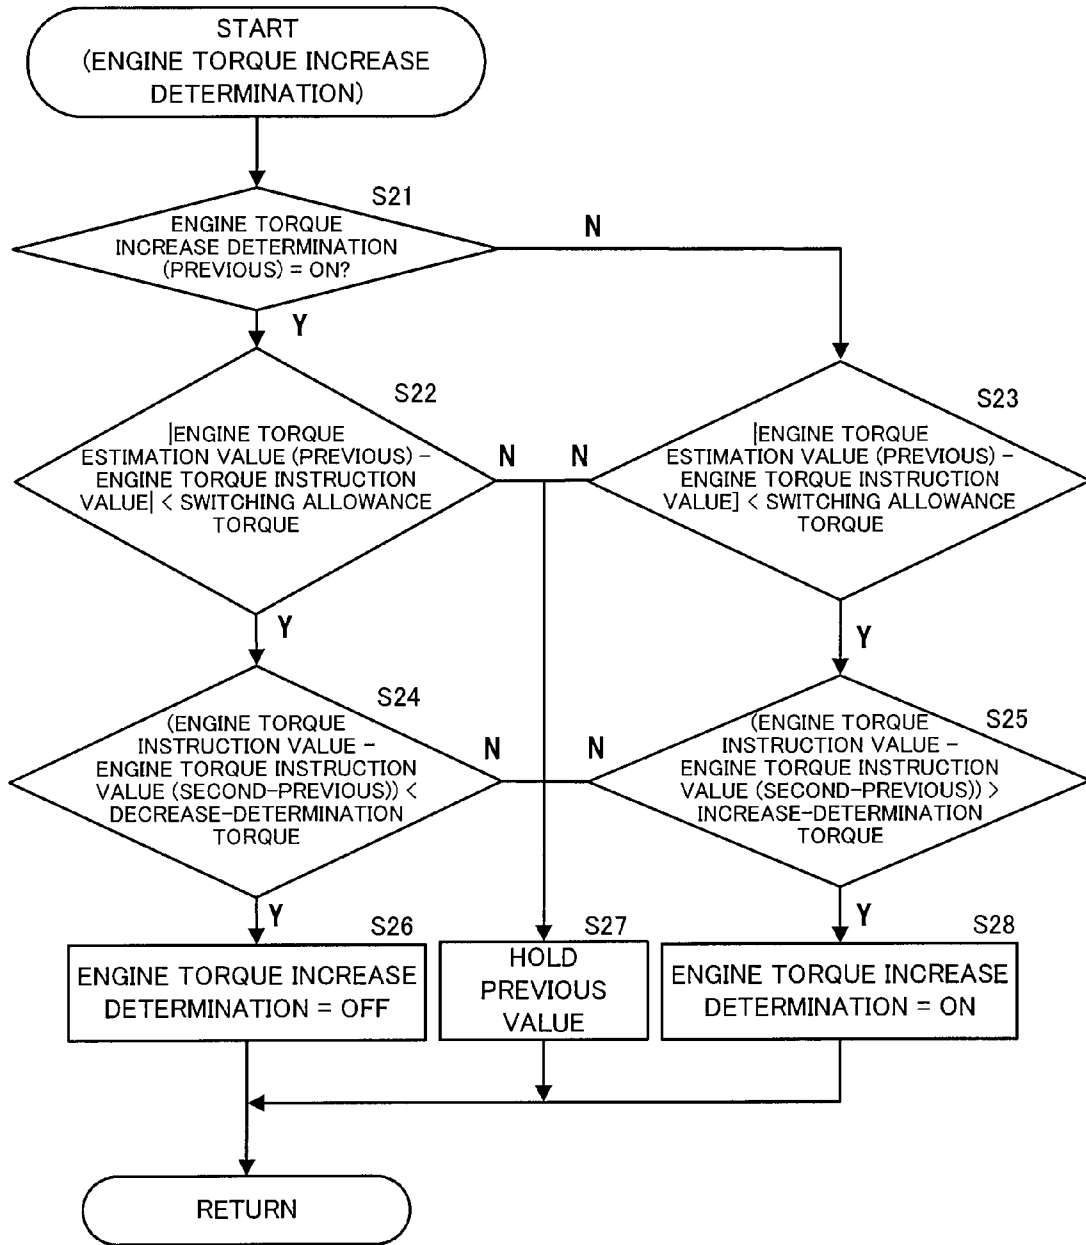 START
(ENGINE TORQUE INCREASE
DETERMINATION)
S21
ENGINE TORQUE
INCREASE DETERMINATION
(PREVIOUS) = ON?
N
Y
S22
|ENGINE TORQUE
ESTIMATION VALUE (PREVIOUS) –
ENGINE TORQUE INSTRUCTION
VALUE| < SWITCHING ALLOWANCE
TORQUE
N
Y
S23
|ENGINE TORQUE
ESTIMATION VALUE (PREVIOUS) –
ENGINE TORQUE INSTRUCTION
VALUE] < SWITCHING ALLOWANCE
TORQUE
N
Y
S24
(ENGINE TORQUE
INSTRUCTION VALUE –
ENGINE TORQUE INSTRUCTION
VALUE (SECOND-PREVIOUS)) <
DECREASE-DETERMINATION
TORQUE
N
Y
S25
(ENGINE TORQUE
INSTRUCTION VALUE –
ENGINE TORQUE INSTRUCTION
VALUE (SECOND-PREVIOUS)) >
INCREASE-DETERMINATION
TORQUE
N
Y
S26
ENGINE TORQUE INCREASE
DETERMINATION = OFF
S27
HOLD
PREVIOUS
VALUE
S28
ENGINE TORQUE INCREASE
DETERMINATION = ON
RETURN